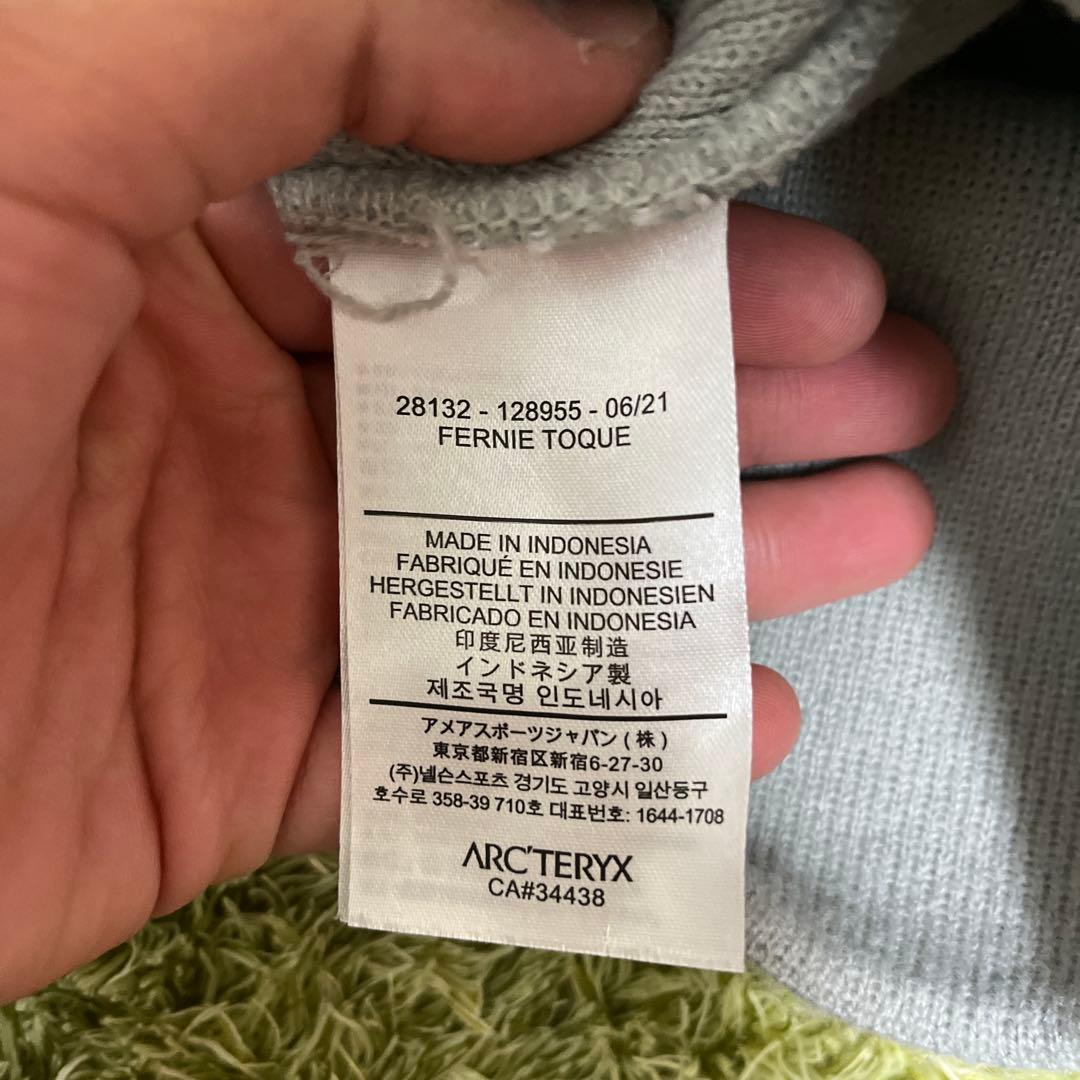 28132 - 128955 - 06/21
FERNIE TOQUE
MADE IN INDONESIA
FABRIQUÉ EN INDONESIE
HERGESTELLT IN INDONESIEN
FABRICADO EN INDONESIA
印度尼西亚制造
インドネシア製
제조국명 인도네시아
アメアスポーツジャパン ( 株 )
東京都新宿区新宿6-27-30
(주)넬슨스포츠 경기도 고양시 일산동구
호수로 358-39 710호 대표번호: 1644-1708
ARC'TERYX
CA#34438